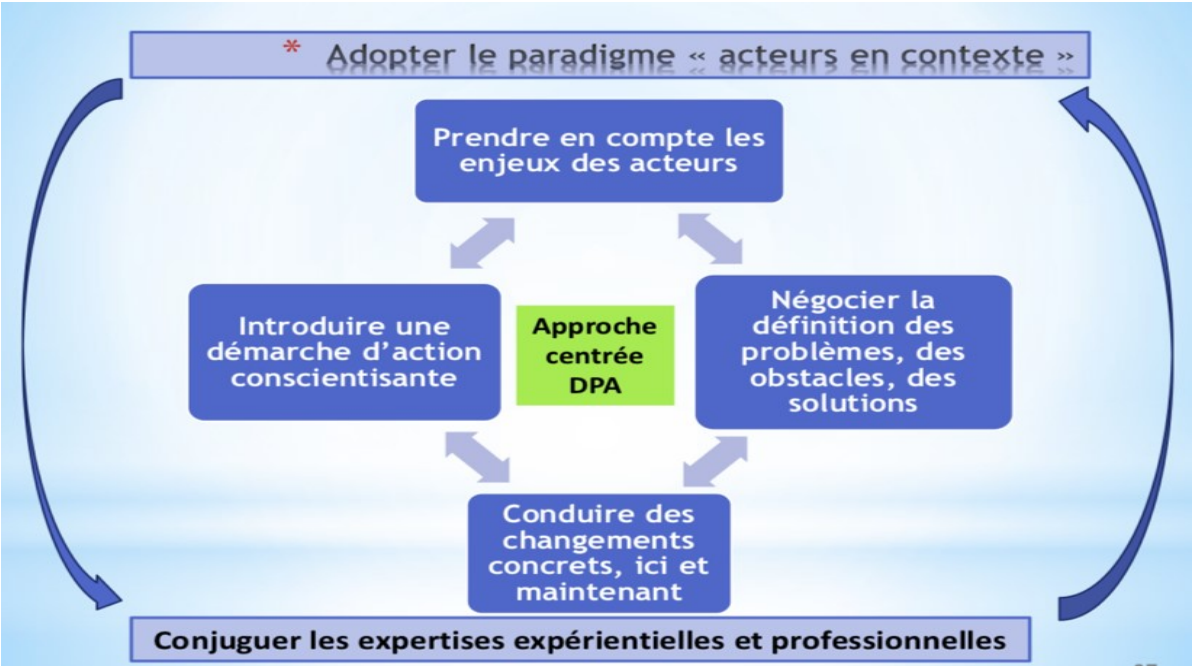 * Adopter le paradigme « acteurs en contexte »
Prendre en compte les
enjeux des acteurs
Introduire une
démarche d’action
conscientisante
Approche
centrée
DPA
Négocier la
définition des
problèmes, des
obstacles, des
solutions
Conduire des
changements
concrets, ici et
maintenant
Conjuguer les expertises expérientielles et professionnelles